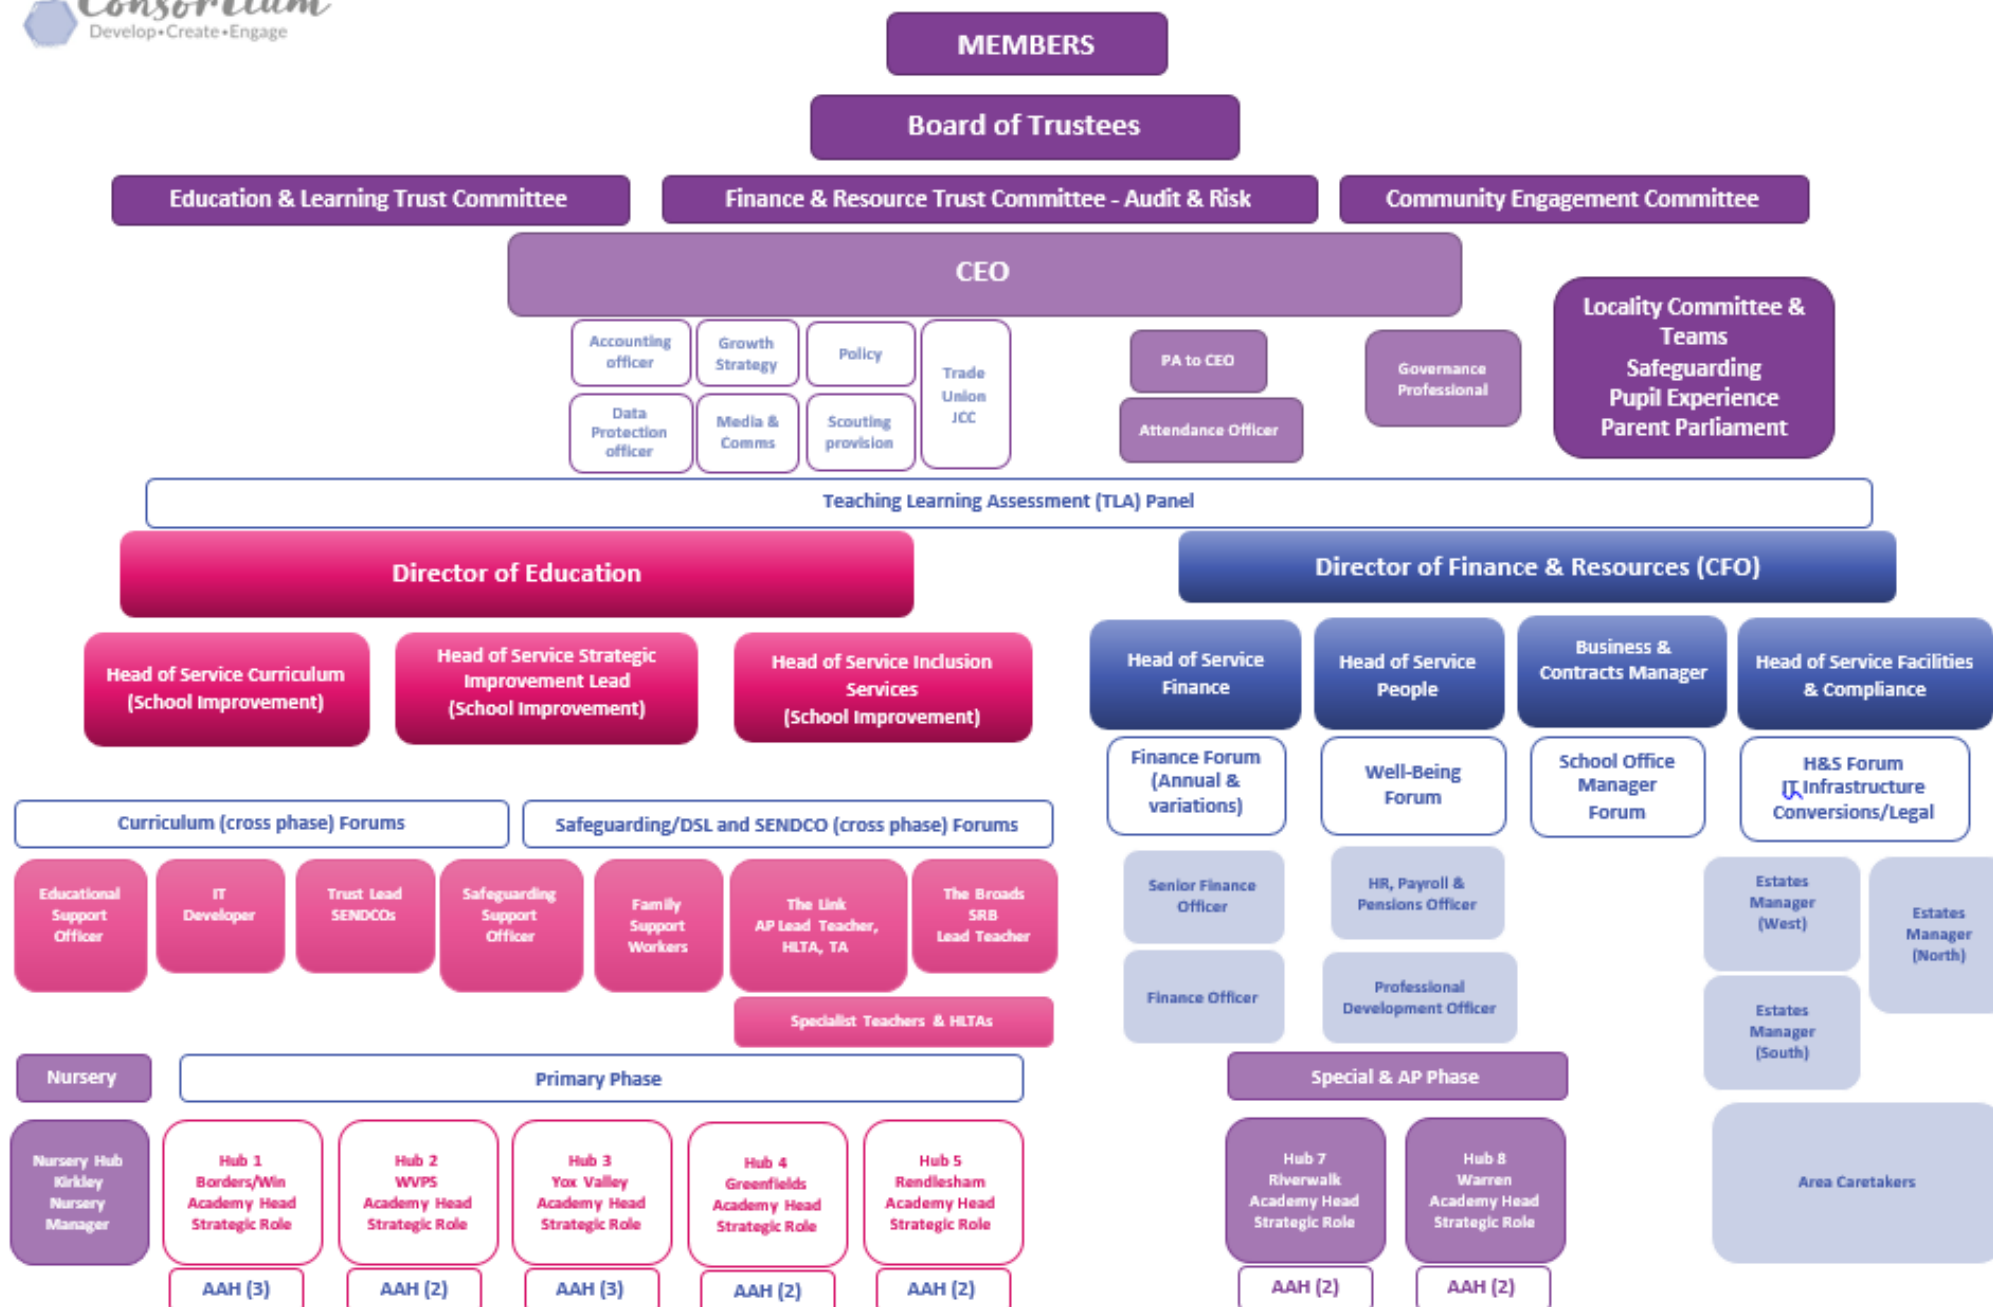 Consortium
Develop•Create•Engage
MEMBERS
Board of Trustees
Education & Learning Trust Committee
Finance & Resource Trust Committee - Audit & Risk
Community Engagement Committee
CEO
Locality Committee &
Teams
Safeguarding
Pupil Experience
Parent Parliament
Accounting
officer
Growth
Strategy
Policy
Trade
Union
JCC
PA to CEO
Governance
Professional
Data
Protection
officer
Media &
Comms
Scouting
provision
Attendance Officer
Teaching Learning Assessment (TLA) Panel
Director of Education
Director of Finance & Resources (CFO)
Head of Service Curriculum
(School Improvement)
Head of Service Strategic
Improvement Lead
(School Improvement)
Head of Service Inclusion
Services
(School Improvement)
Head of Service
Finance
Head of Service
People
Business &
Contracts Manager
Head of Service Facilities
& Compliance
Finance Forum
(Annual &
variations)
Well-Being
Forum
School Office
Manager
Forum
H&S Forum
IT Infrastructure
Conversions/Legal
Curriculum (cross phase) Forums
Safeguarding/DSL and SENDCO (cross phase) Forums
Educational
Support
Officer
IT
Developer
Trust Lead
SENDCOs
Safeguarding
Support
Officer
Family
Support
Workers
The Link
AP Lead Teacher,
HLTA, TA
The Broads
SRB
Lead Teacher
Senior Finance
Officer
HR, Payroll &
Pensions Officer
Estates
Manager
(West)
Estates
Manager
(North)
Specialist Teachers & HLTAs
Finance Officer
Professional
Development Officer
Estates
Manager
(South)
Nursery
Primary Phase
Special & AP Phase
Nursery Hub
Kirkley
Nursery
Manager
Hub 1
Borders/Win
Academy Head
Strategic Role
Hub 2
WVPS
Academy Head
Strategic Role
Hub 3
Yox Valley
Academy Head
Strategic Role
Hub 4
Greenfields
Academy Head
Strategic Role
Hub 5
Rendlesham
Academy Head
Strategic Role
Hub 7
Riverwalk
Academy Head
Strategic Role
Hub 8
Warren
Academy Head
Strategic Role
Area Caretakers
AAH (3)
AAH (2)
AAH (3)
AAH (2)
AAH (2)
AAH (2)
AAH (2)